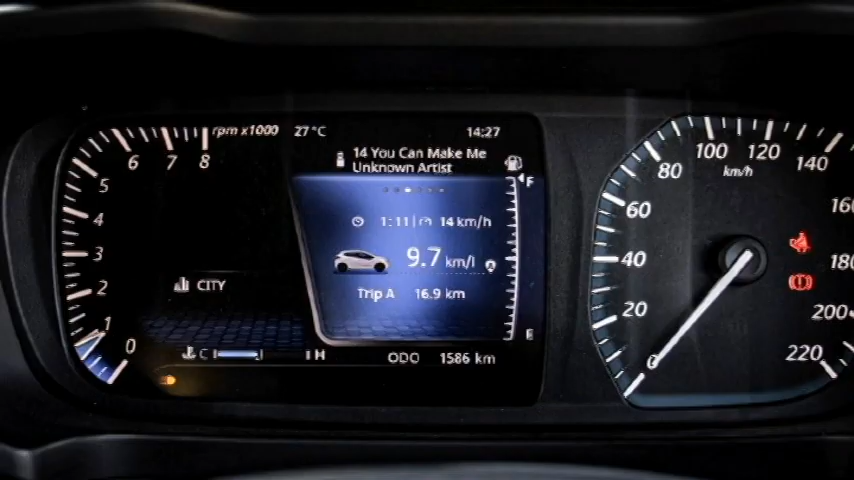 rpm x1000
27°C
14:27
14 You Can Make Me
Unknown Artist
F
1:11
14 km/h
9.7 km/l
Trip A 16.9 km
E
CITY
C H
ODO 1586 km
0
1
2
3
4
5
6
7
8
km/h
0
20
40
60
80
100
120
140
160
180
200
220